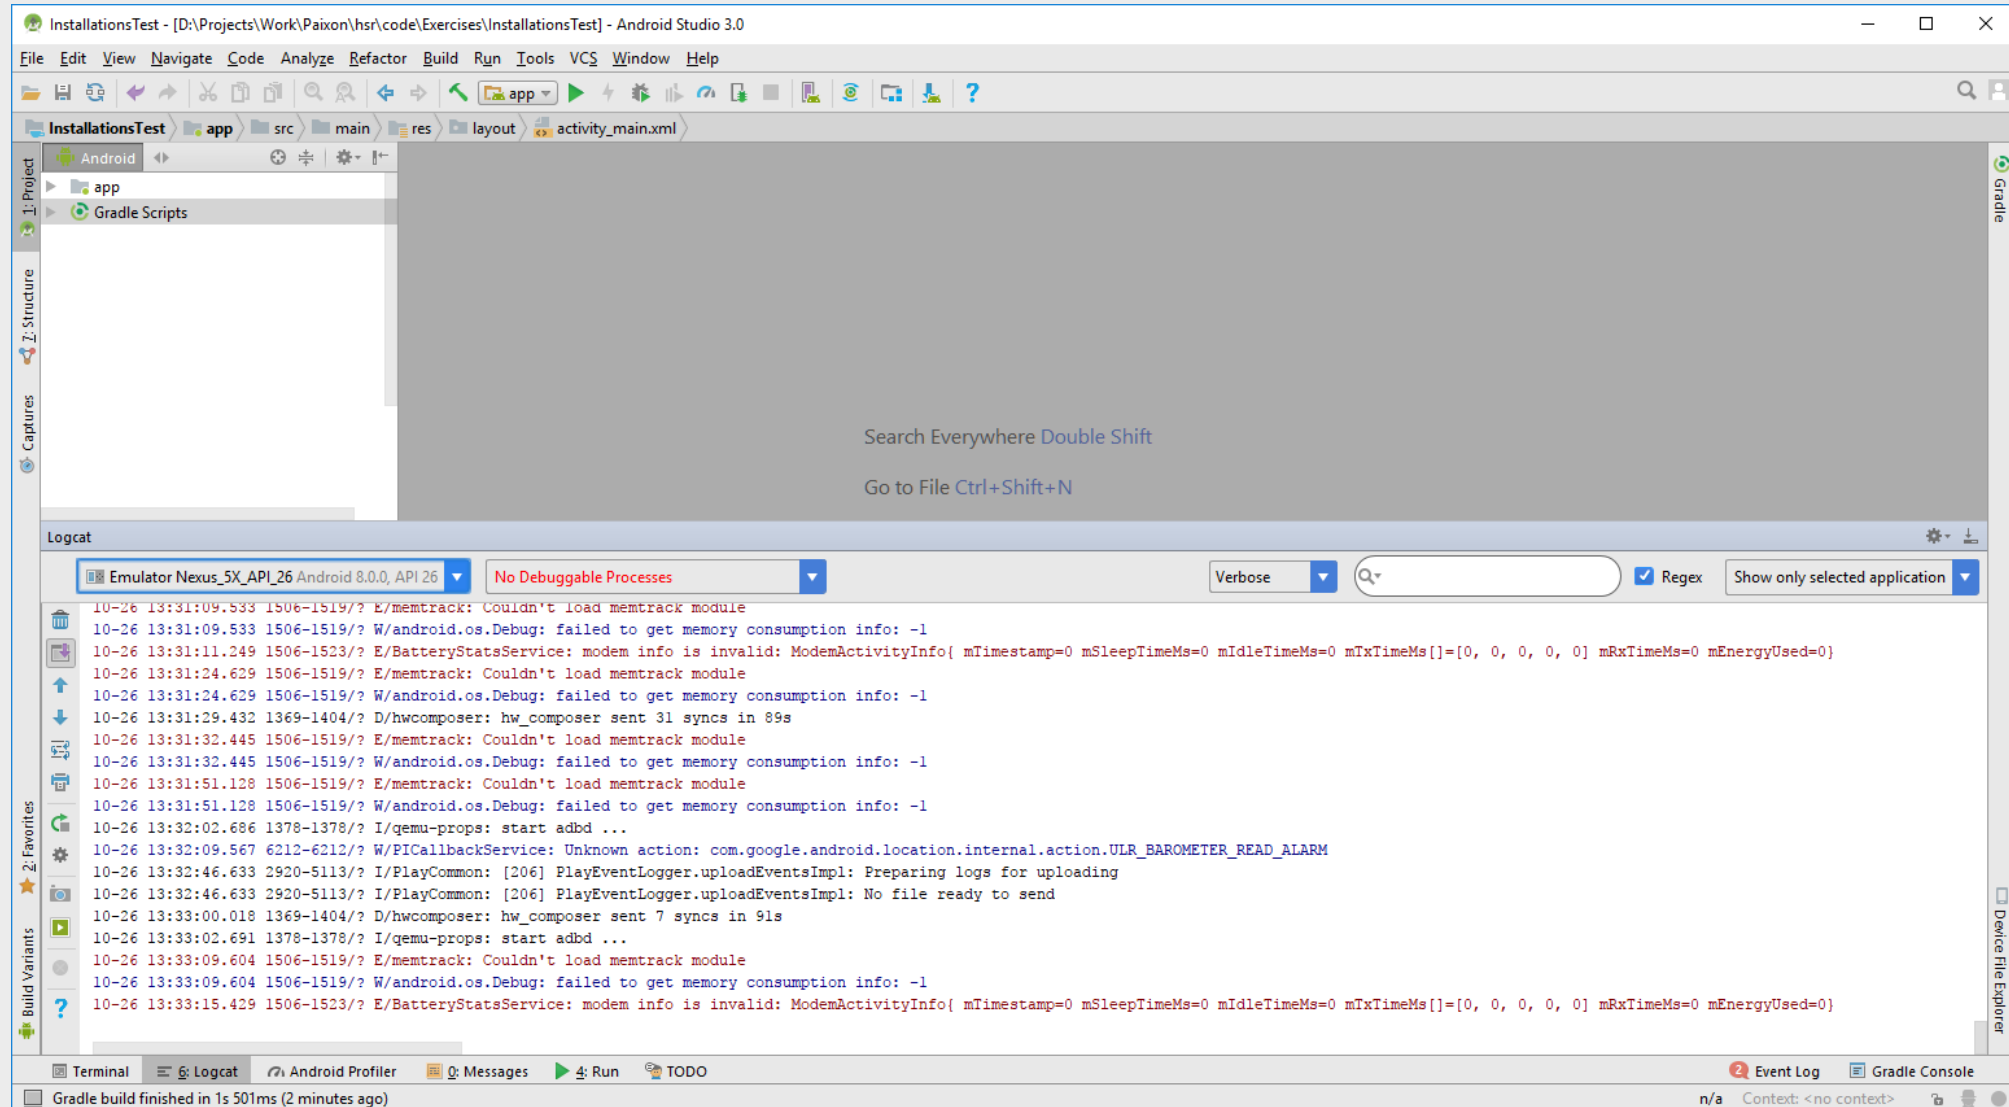 InstallationsTest - [D:\Projects\Work\Paixon\hsr\code\Exercises\InstallationsTest] - Android Studio 3.0
File Edit View Navigate Code Analyze Refactor Build Run Tools VCS Window Help
app
InstallationsTest app src main res layout activity_main.xml
1: Project
Android
app
Gradle Scripts
Gradle
7: Structure
Captures
Search Everywhere Double Shift
Go to File Ctrl+Shift+N
Logcat
Emulator Nexus_5X_API_26 Android 8.0.0, API 26 No Debuggable Processes Verbose Regex Show only selected application
10-26 13:31:09.533 1506-1519/? E/memtrack: Couldn't load memtrack module
10-26 13:31:09.533 1506-1519/? W/android.os.Debug: failed to get memory consumption info: -1
10-26 13:31:11.249 1506-1523/? E/BatteryStatsService: modem info is invalid: ModemActivityInfo{ mTimestamp=0 mSleepTimeMs=0 mIdleTimeMs=0 mTxTimeMs[]=[0, 0, 0, 0, 0] mRxTimeMs=0 mEnergyUsed=0}
10-26 13:31:24.629 1506-1519/? E/memtrack: Couldn't load memtrack module
10-26 13:31:24.629 1506-1519/? W/android.os.Debug: failed to get memory consumption info: -1
10-26 13:31:29.432 1369-1404/? D/hwcomposer: hw_composer sent 31 syncs in 89s
10-26 13:31:32.445 1506-1519/? E/memtrack: Couldn't load memtrack module
10-26 13:31:32.445 1506-1519/? W/android.os.Debug: failed to get memory consumption info: -1
10-26 13:31:51.128 1506-1519/? E/memtrack: Couldn't load memtrack module
10-26 13:31:51.128 1506-1519/? W/android.os.Debug: failed to get memory consumption info: -1
10-26 13:32:02.686 1378-1378/? I/qemu-props: start adbd ...
10-26 13:32:09.567 6212-6212/? W/PICallbackService: Unknown action: com.google.android.location.internal.action.ULR_BAROMETER_READ_ALARM
10-26 13:32:46.633 2920-5113/? I/PlayCommon: [206] PlayEventLogger.uploadEventsImpl: Preparing logs for uploading
10-26 13:32:46.633 2920-5113/? I/PlayCommon: [206] PlayEventLogger.uploadEventsImpl: No file ready to send
10-26 13:33:00.018 1369-1404/? D/hwcomposer: hw_composer sent 7 syncs in 91s
10-26 13:33:02.691 1378-1378/? I/qemu-props: start adbd ...
10-26 13:33:09.604 1506-1519/? E/memtrack: Couldn't load memtrack module
10-26 13:33:09.604 1506-1519/? W/android.os.Debug: failed to get memory consumption info: -1
10-26 13:33:15.429 1506-1523/? E/BatteryStatsService: modem info is invalid: ModemActivityInfo{ mTimestamp=0 mSleepTimeMs=0 mIdleTimeMs=0 mTxTimeMs[]=[0, 0, 0, 0, 0] mRxTimeMs=0 mEnergyUsed=0}
2: Favorites
Build Variants
Device File Explorer
Terminal 6: Logcat Android Profiler 0: Messages 4: Run TODO 2 Event Log Gradle Console
Gradle build finished in 1s 501ms (2 minutes ago) n/a Context: <no context>